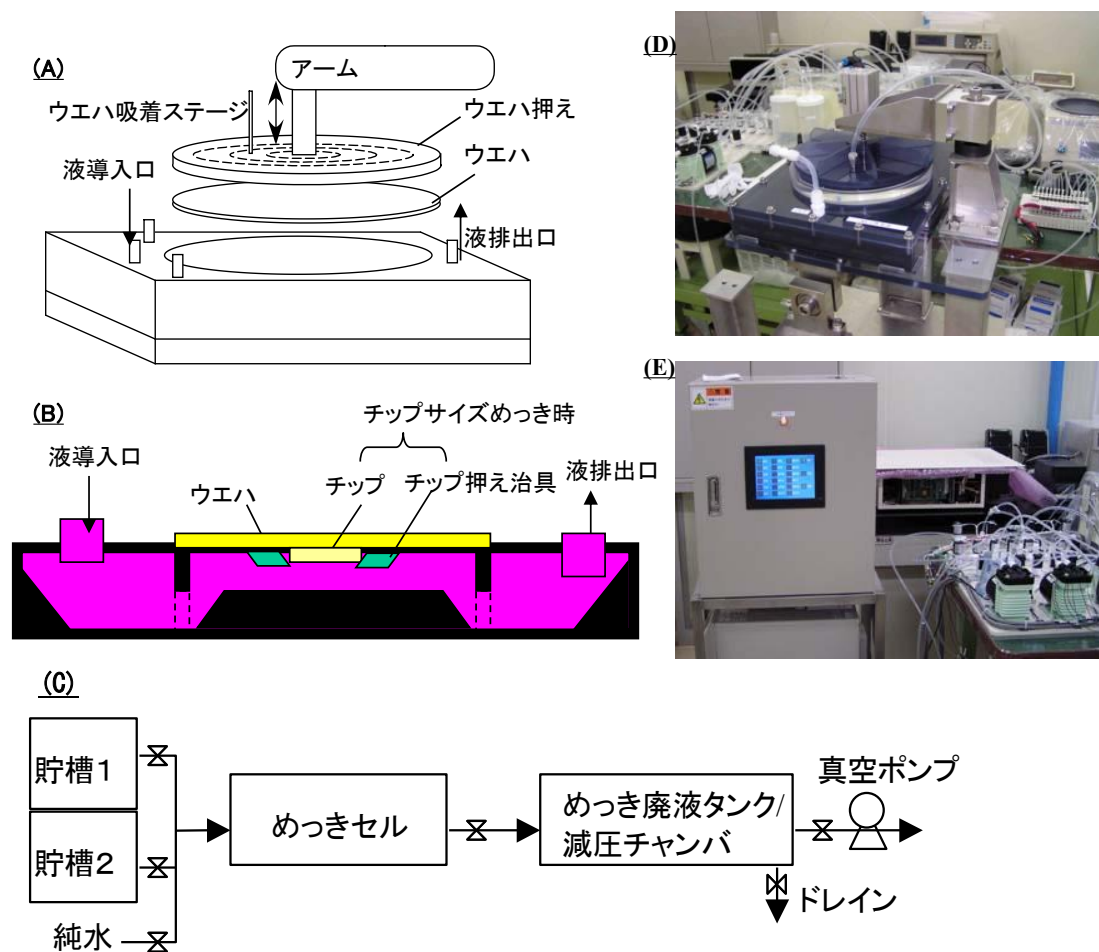 (A)
アーム
ウエハ吸着ステージ
ウエハ押え
ウエハ
液導入口
液排出口
(B)
チップサイズめっき時
液導入口
ウエハ
チップ
チップ押え治具
液排出口
(C)
貯槽1
貯槽2
純水
めっきセル
めっき廃液タンク/
減圧チャンバ
真空ポンプ
ドレイン
(D)
(E)